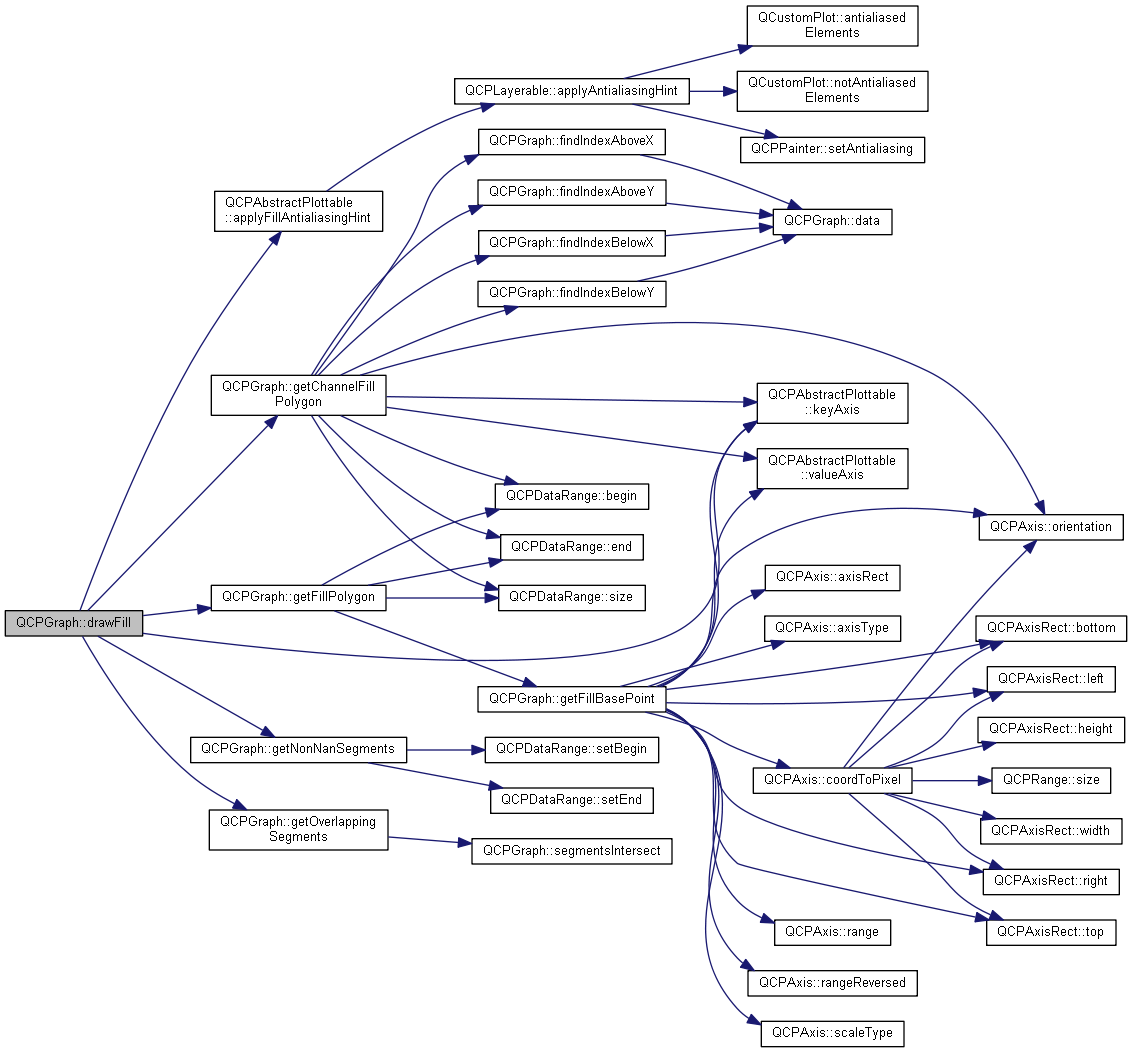 QCustomPlot::antialiased
Elements
QCPLayerable::applyAntialiasingHint
QCustomPlot::notAntialiased
Elements
QCPGraph::findIndexAboveX
QCPPainter::setAntialiasing
QCPAbstractPlottable
::applyFillAntialiasingHint
QCPGraph::findIndexAboveY
QCPGraph::data
QCPGraph::findIndexBelowX
QCPGraph::findIndexBelowY
QCPGraph::getChannelFill
Polygon
QCPAbstractPlottable
::keyAxis
QCPAbstractPlottable
::valueAxis
QCPDataRange::begin
QCPAxis::orientation
QCPDataRange::end
QCPAxis::axisRect
QCPGraph::getFillPolygon
QCPDataRange::size
QCPGraph::drawFill
QCPAxis::axisType
QCPAxisRect::bottom
QCPAxisRect::left
QCPGraph::getFillBasePoint
QCPAxisRect::height
QCPGraph::getNonNanSegments
QCPDataRange::setBegin
QCPAxis::coordToPixel
QCPRange::size
QCPDataRange::setEnd
QCPGraph::getOverlapping
Segments
QCPAxisRect::width
QCPGraph::segmentsIntersect
QCPAxisRect::right
QCPAxis::range
QCPAxisRect::top
QCPAxis::rangeReversed
QCPAxis::scaleType